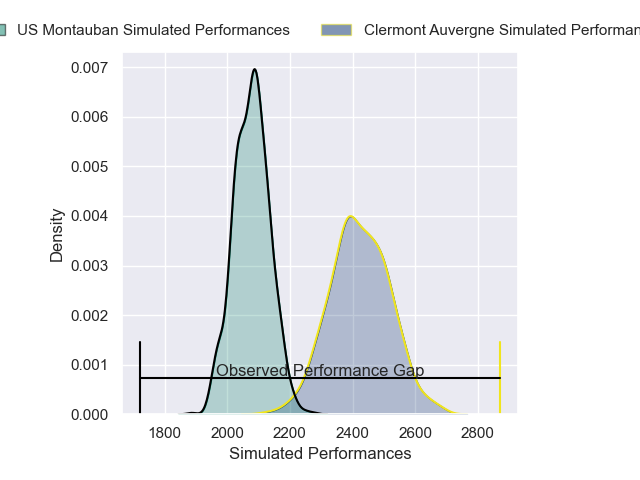 US Montauban Simulated Performances
Clermont Auvergne Simulated Performan
0.007
0.006
0.005
0.004
0.003
0.002
0.001
0.000
Density
Observed Performance Gap
1800 2000 2200 2400 2600 2800
Simulated Performances